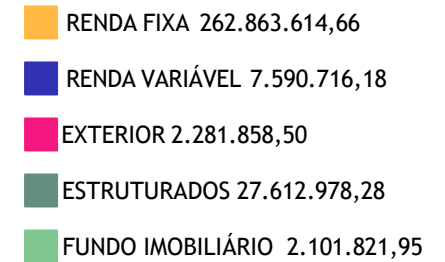 RENDA FIXA 262.863.614,66
RENDA VARIÁVEL 7.590.716,18
EXTERIOR 2.281.858,50
ESTRUTURADOS 27.612.978,28
FUNDO IMOBILIÁRIO 2.101.821,95